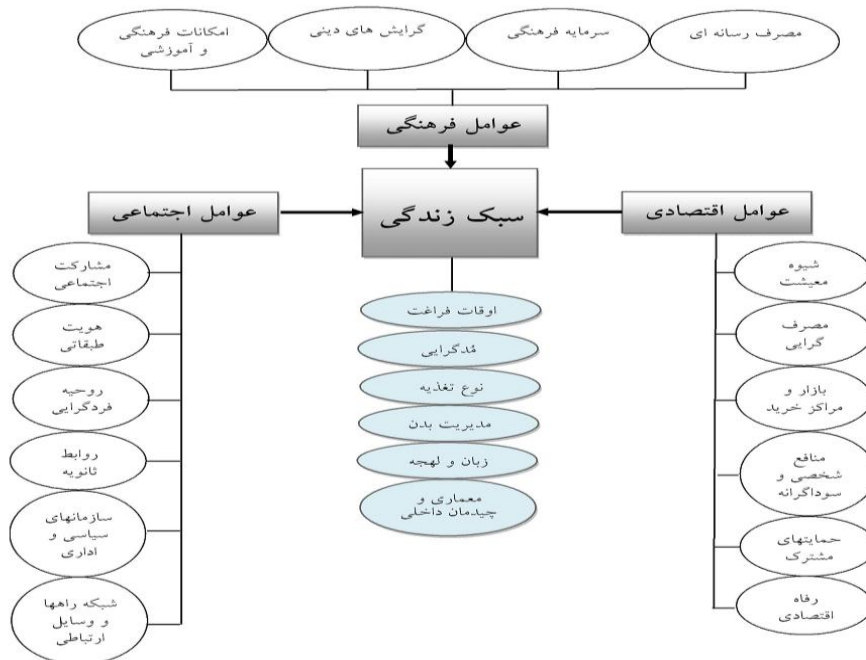 مصرف رسانه ای
سرمایه فرهنگی
گرایش های دینی
امکانات فرهنگی
و آموزشی
عوامل فرهنگی
سبک زندگی
عوامل اقتصادی
شیوه
معیشت
مصرف
گرایی
بازار و
مراکز خرید
منافع
شخصی و
سوداگرانه
حمایتهای
مشترک
رفاه
اقتصادی
اوقات فراغت
مُدگرایی
نوع تغذیه
مدیریت بدن
زبان و لهجه
معماری و
چیدمان داخلی
عوامل اجتماعی
مشارکت
اجتماعی
هویت
طبقاتی
روحیه
فردگرایی
روابط
ثانویه
سازمانهای
سیاسی و
اداری
شبکه راهها
و وسایل
ارتباطی